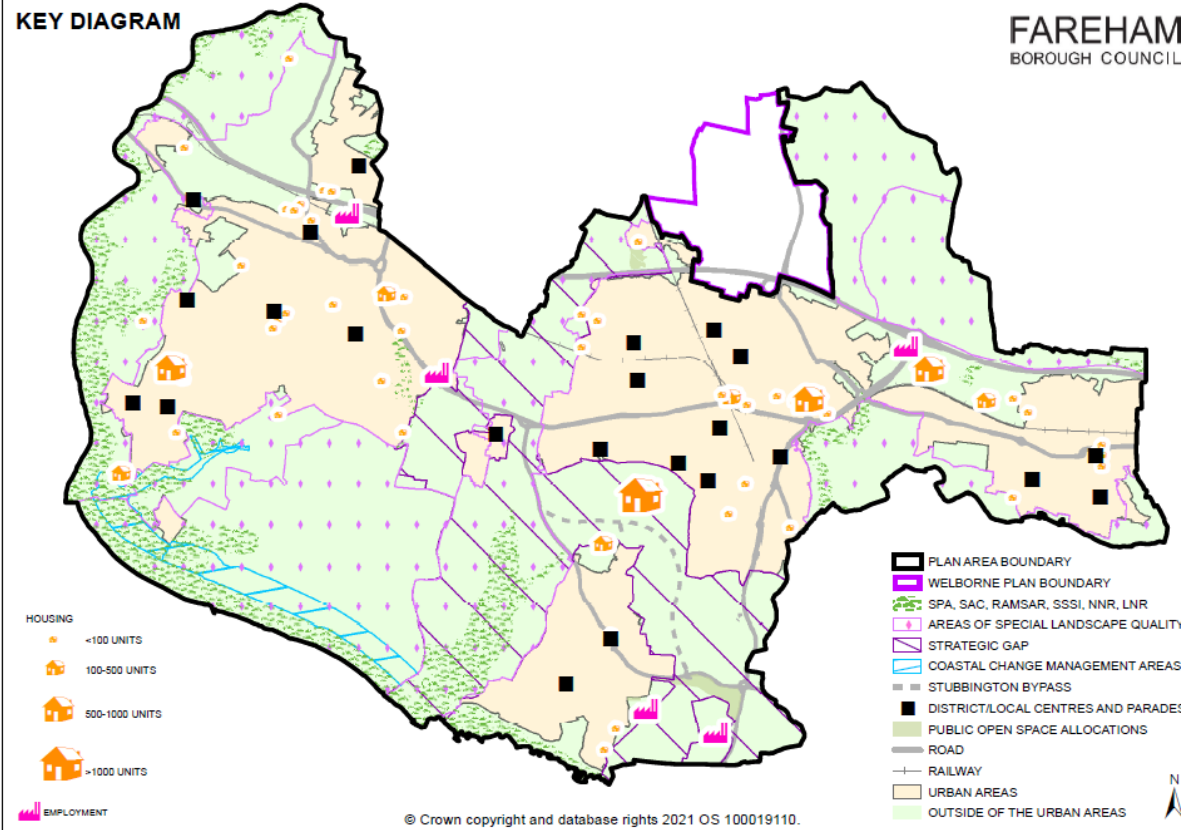 KEY DIAGRAM
FAREHAM
BOROUGH COUNCIL
HOUSING
<100 UNITS
100-500 UNITS
500-1000 UNITS
>1000 UNITS
EMPLOYMENT
PLAN AREA BOUNDARY
WELBORNE PLAN BOUNDARY
SPA, SAC, RAMSAR, SSSI, NNR, LNR
AREAS OF SPECIAL LANDSCAPE QUALITY
STRATEGIC GAP
COASTAL CHANGE MANAGEMENT AREAS
STUBBINGTON BYPASS
DISTRICT/LOCAL CENTRES AND PARADES
PUBLIC OPEN SPACE ALLOCATIONS
ROAD
RAILWAY
URBAN AREAS
OUTSIDE OF THE URBAN AREAS
N
© Crown copyright and database rights 2021 OS 100019110.